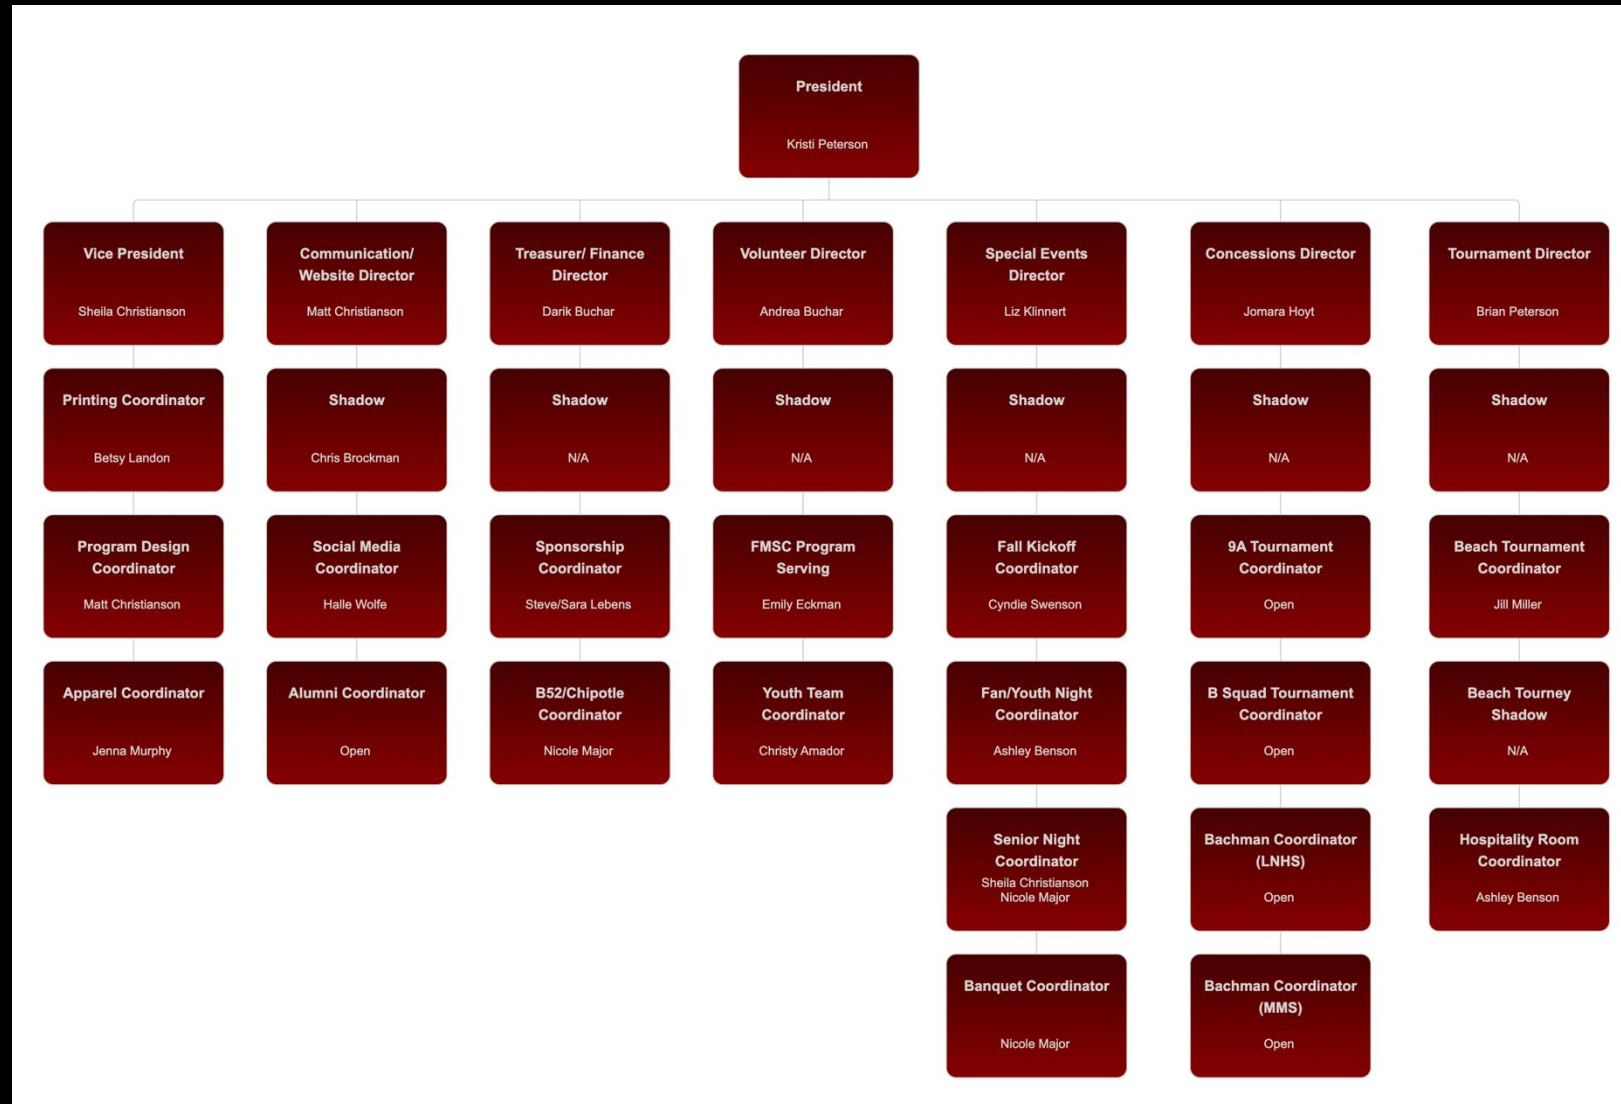 President
Kristi Peterson
Vice President
Sheila Christianson
Communication/
Website Director
Matt Christianson
Treasurer/ Finance
Director
Darik Buchar
Volunteer Director
Andrea Buchar
Special Events
Director
Liz Klinnert
Concessions Director
Jomara Hoyt
Tournament Director
Brian Peterson
Printing Coordinator
Betsy Landon
Shadow
Chris Brockman
Shadow
N/A
Shadow
N/A
Shadow
N/A
Shadow
N/A
Shadow
N/A
Program Design
Coordinator
Matt Christianson
Social Media
Coordinator
Halle Wolfe
Sponsorship
Coordinator
Steve/Sara Lebens
FMSC Program
Serving
Emily Eckman
Fall Kickoff
Coordinator
Cyndie Swenson
9A Tournament
Coordinator
Open
Beach Tournament
Coordinator
Jill Miller
Apparel Coordinator
Jenna Murphy
Alumni Coordinator
Open
B52/Chipotle
Coordinator
Nicole Major
Youth Team
Coordinator
Christy Amador
Fan/Youth Night
Coordinator
Ashley Benson
B Squad Tournament
Coordinator
Open
Beach Tourney
Shadow
N/A
Senior Night
Coordinator
Sheila Christianson
Nicole Major
Bachman Coordinator
(LNHS)
Open
Hospitality Room
Coordinator
Ashley Benson
Banquet Coordinator
Nicole Major
Bachman Coordinator
(MMS)
Open